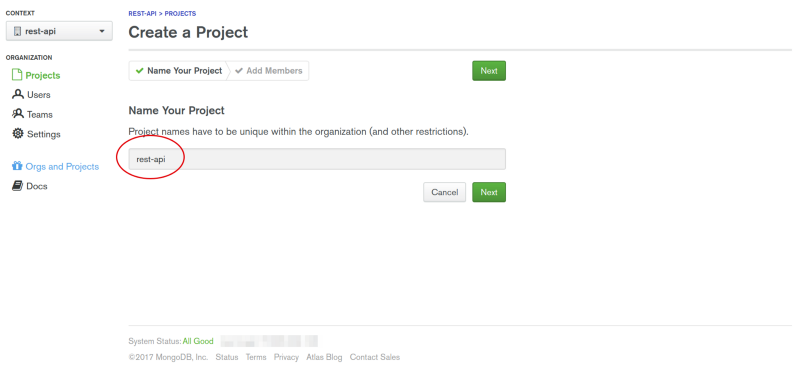 CONTEXT
rest-api
ORGANIZATION
Projects
Users
Teams
Settings
Orgs and Projects
Docs
REST-API > PROJECTS
Create a Project
Name Your Project
Add Members
Next
Name Your Project
Project names have to be unique within the organization (and other restrictions).
rest-api
Cancel
Next
System Status: All Good
©2017 MongoDB, Inc. Status Terms Privacy Atlas Blog Contact Sales